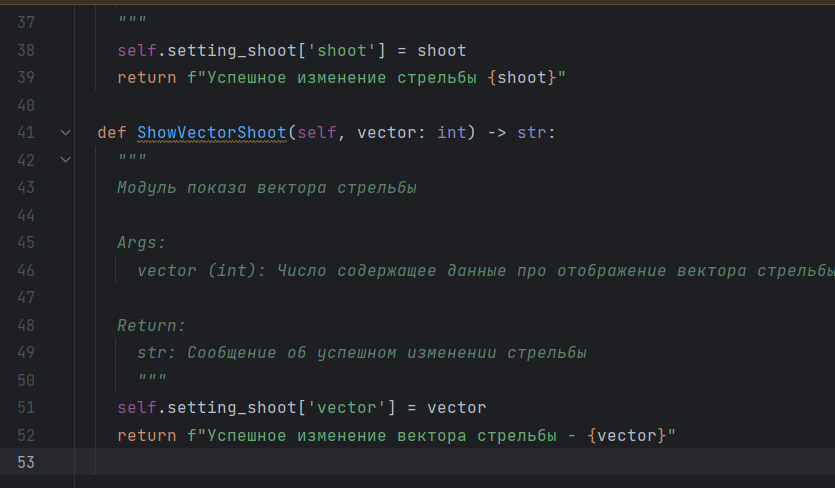 37 """
38 self.setting_shoot['shoot'] = shoot
39 return f"Успешное изменение стрельбы {shoot}"
40
41 def ShowVectorShoot(self, vector: int) -> str:
42 """
43 Модуль показа вектора стрельбы
44
45 Args:
46 vector (int): Число содержащее данные про отображение вектора стрельбы
47
48 Return:
49 str: Сообщение об успешном изменении стрельбы
50 """
51 self.setting_shoot['vector'] = vector
52 return f"Успешное изменение вектора стрельбы - {vector}"
53